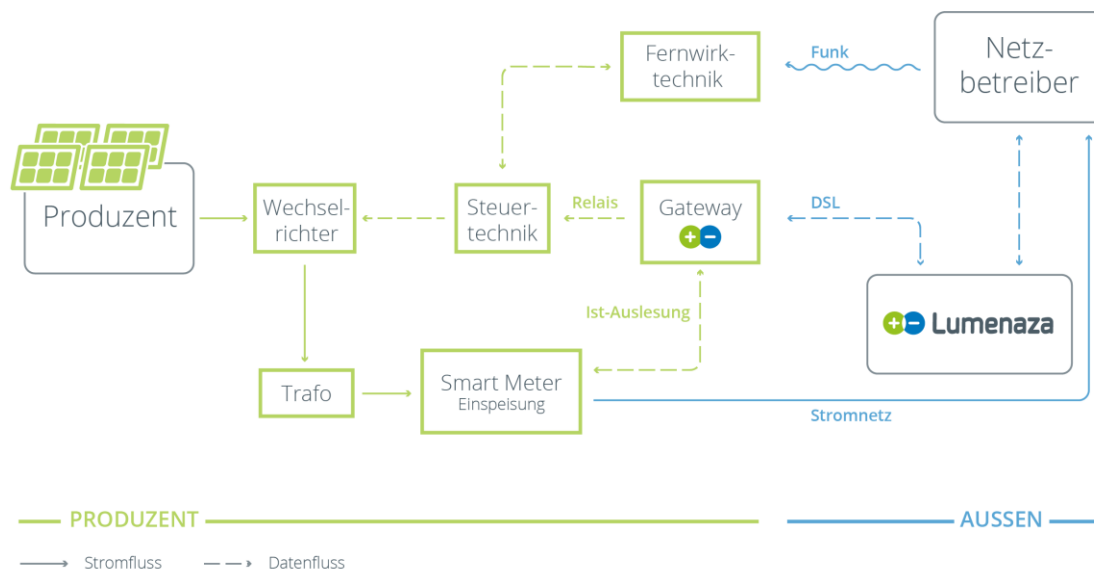 Fernwirk-
technik
Funk
Netz-
betreiber
Produzent
Wechsel-
richter
Steuer-
technik
Relais
Gateway
DSL
Ist-Auslesung
Lumenaza
Trafo
Smart Meter
Einspeisung
Stromnetz
PRODUZENT
AUSSEN
Stromfluss
Datenfluss